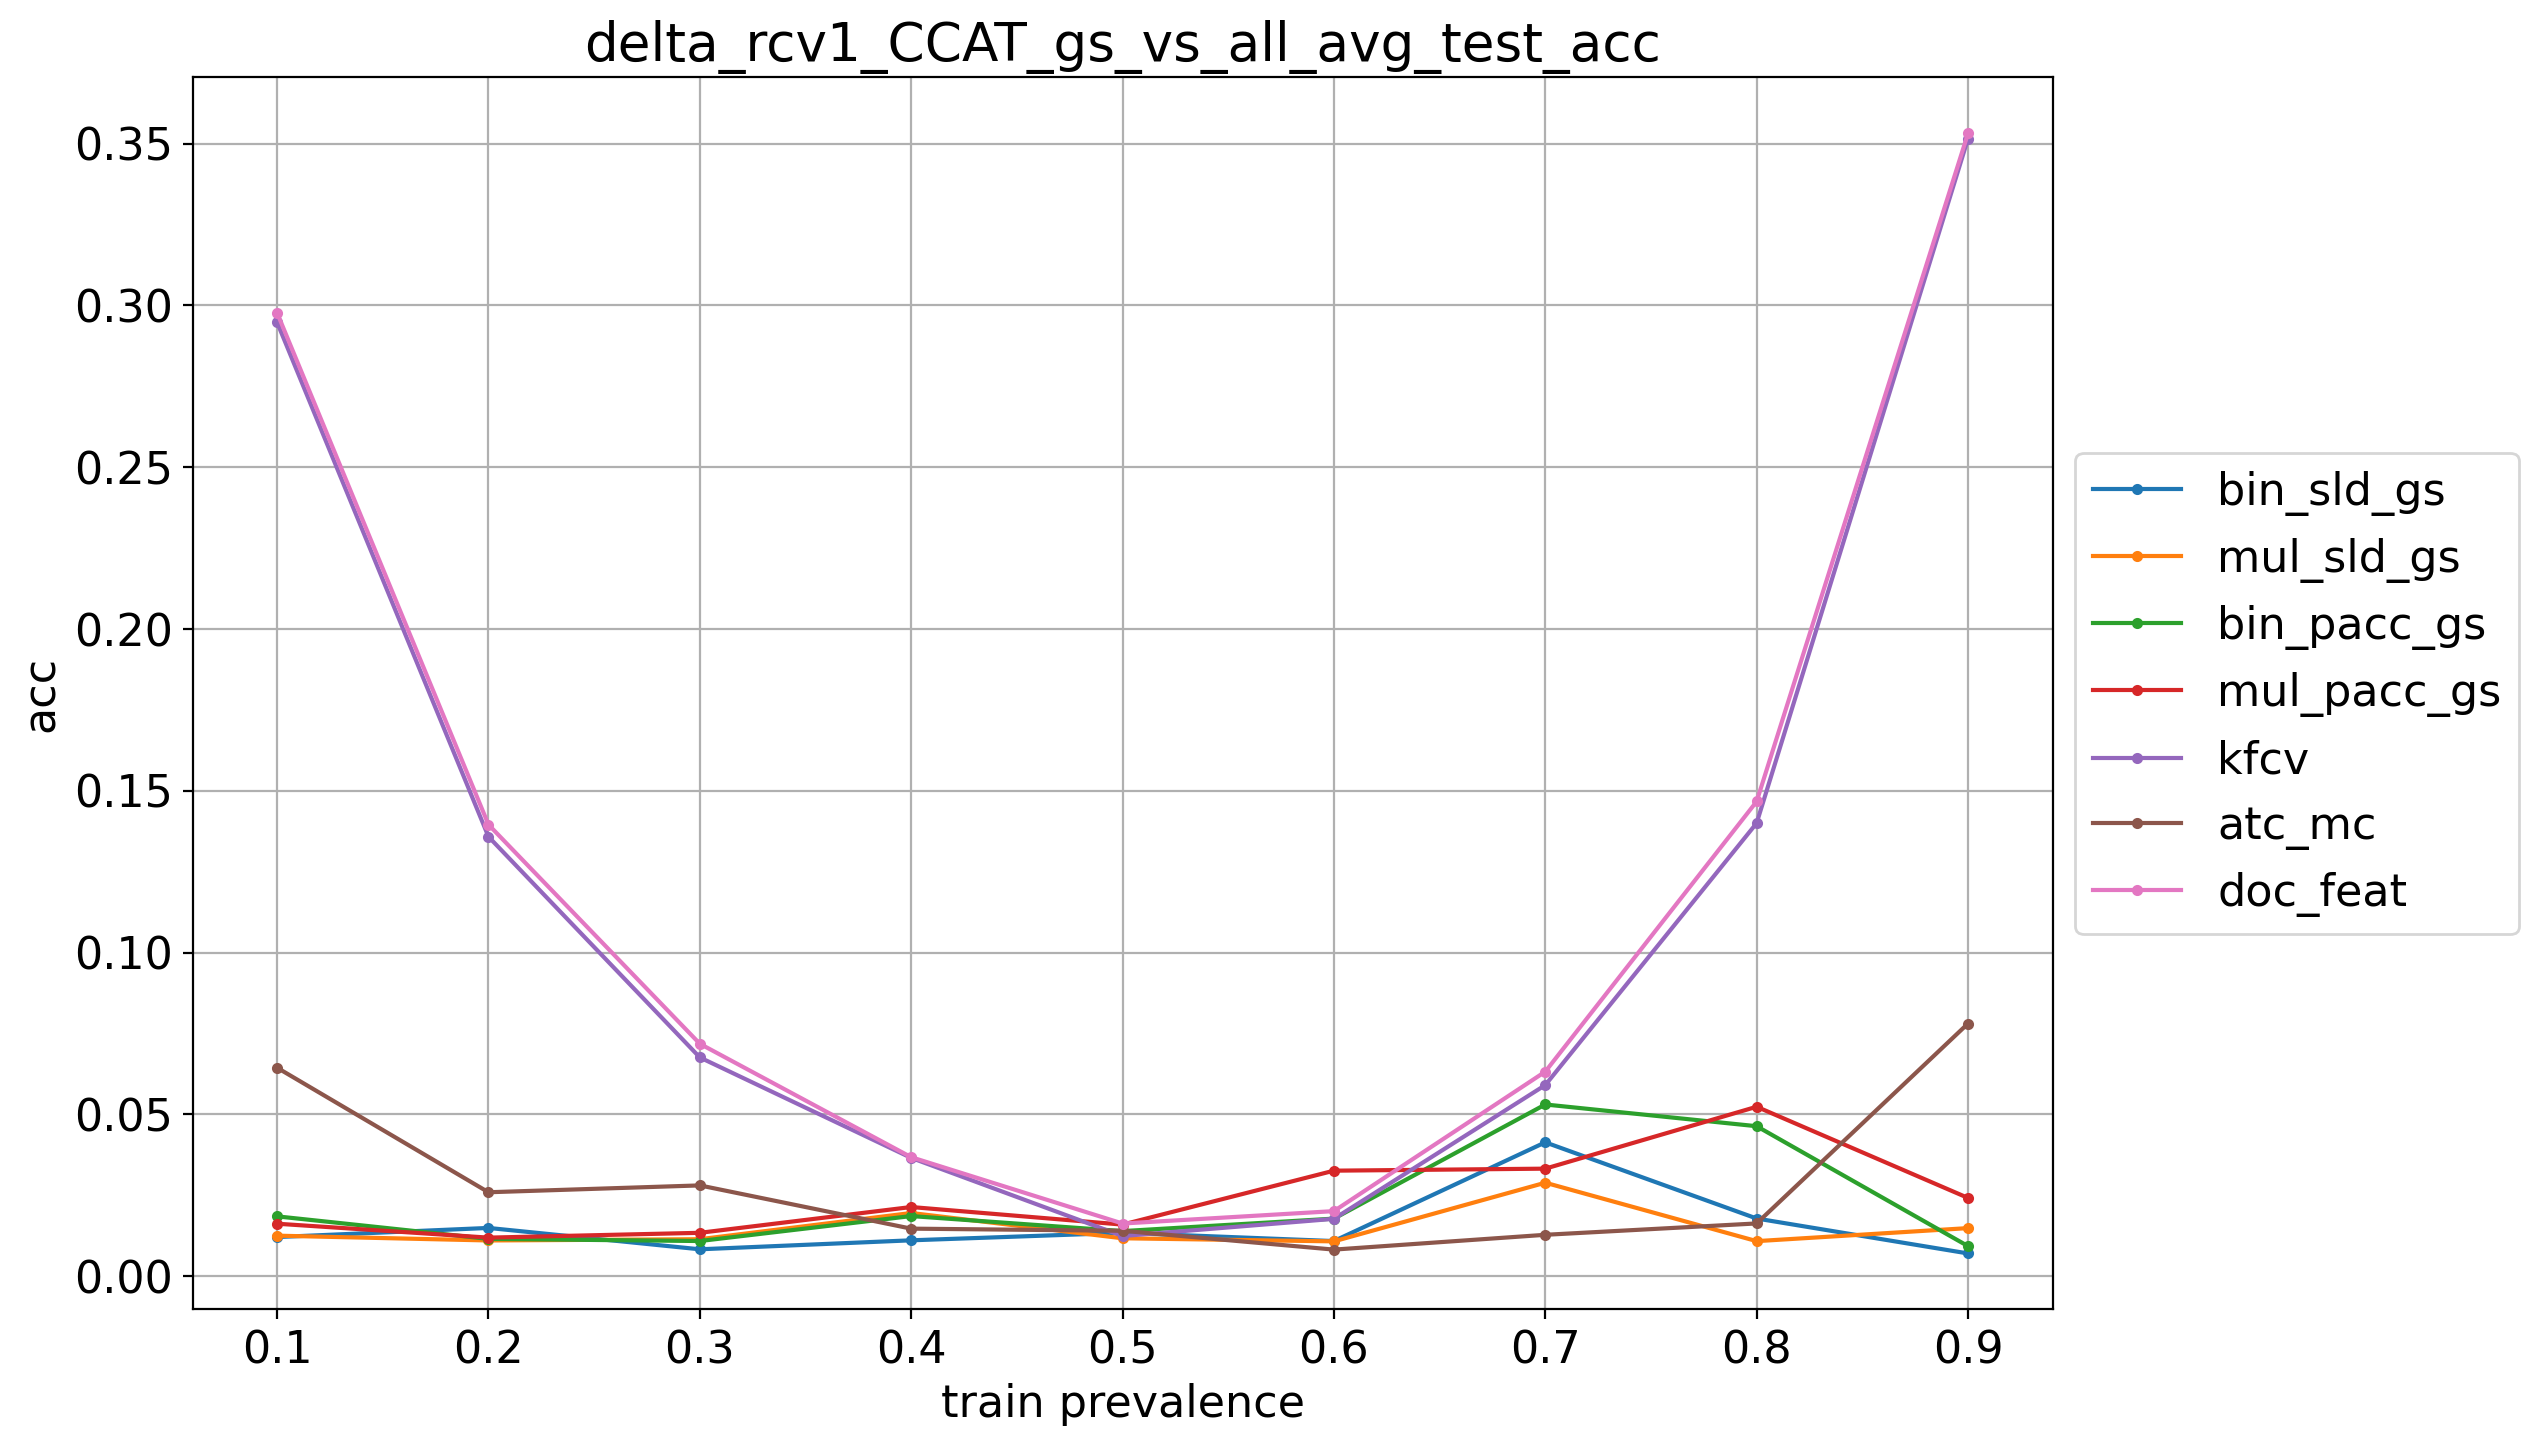 delta_rcv1_CCAT_gs_vs_all_avg_test_acc
0.35
0.30
0.25
0.20
0.15
0.10
0.05
0.00
acc
0.1 0.2 0.3 0.4 0.5 0.6 0.7 0.8 0.9
train prevalence
bin_sld_gs
mul_sld_gs
bin_pacc_gs
mul_pacc_gs
kfcv
atc_mc
doc_feat